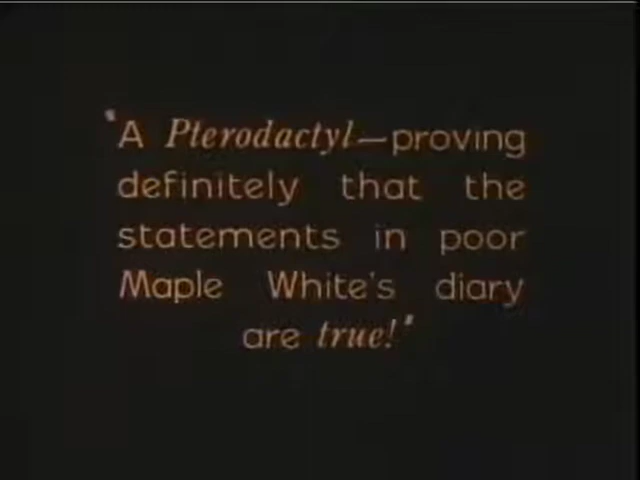 "A Pterodactyl—proving
definitely that the
statements in poor
Maple White's diary
are true!"